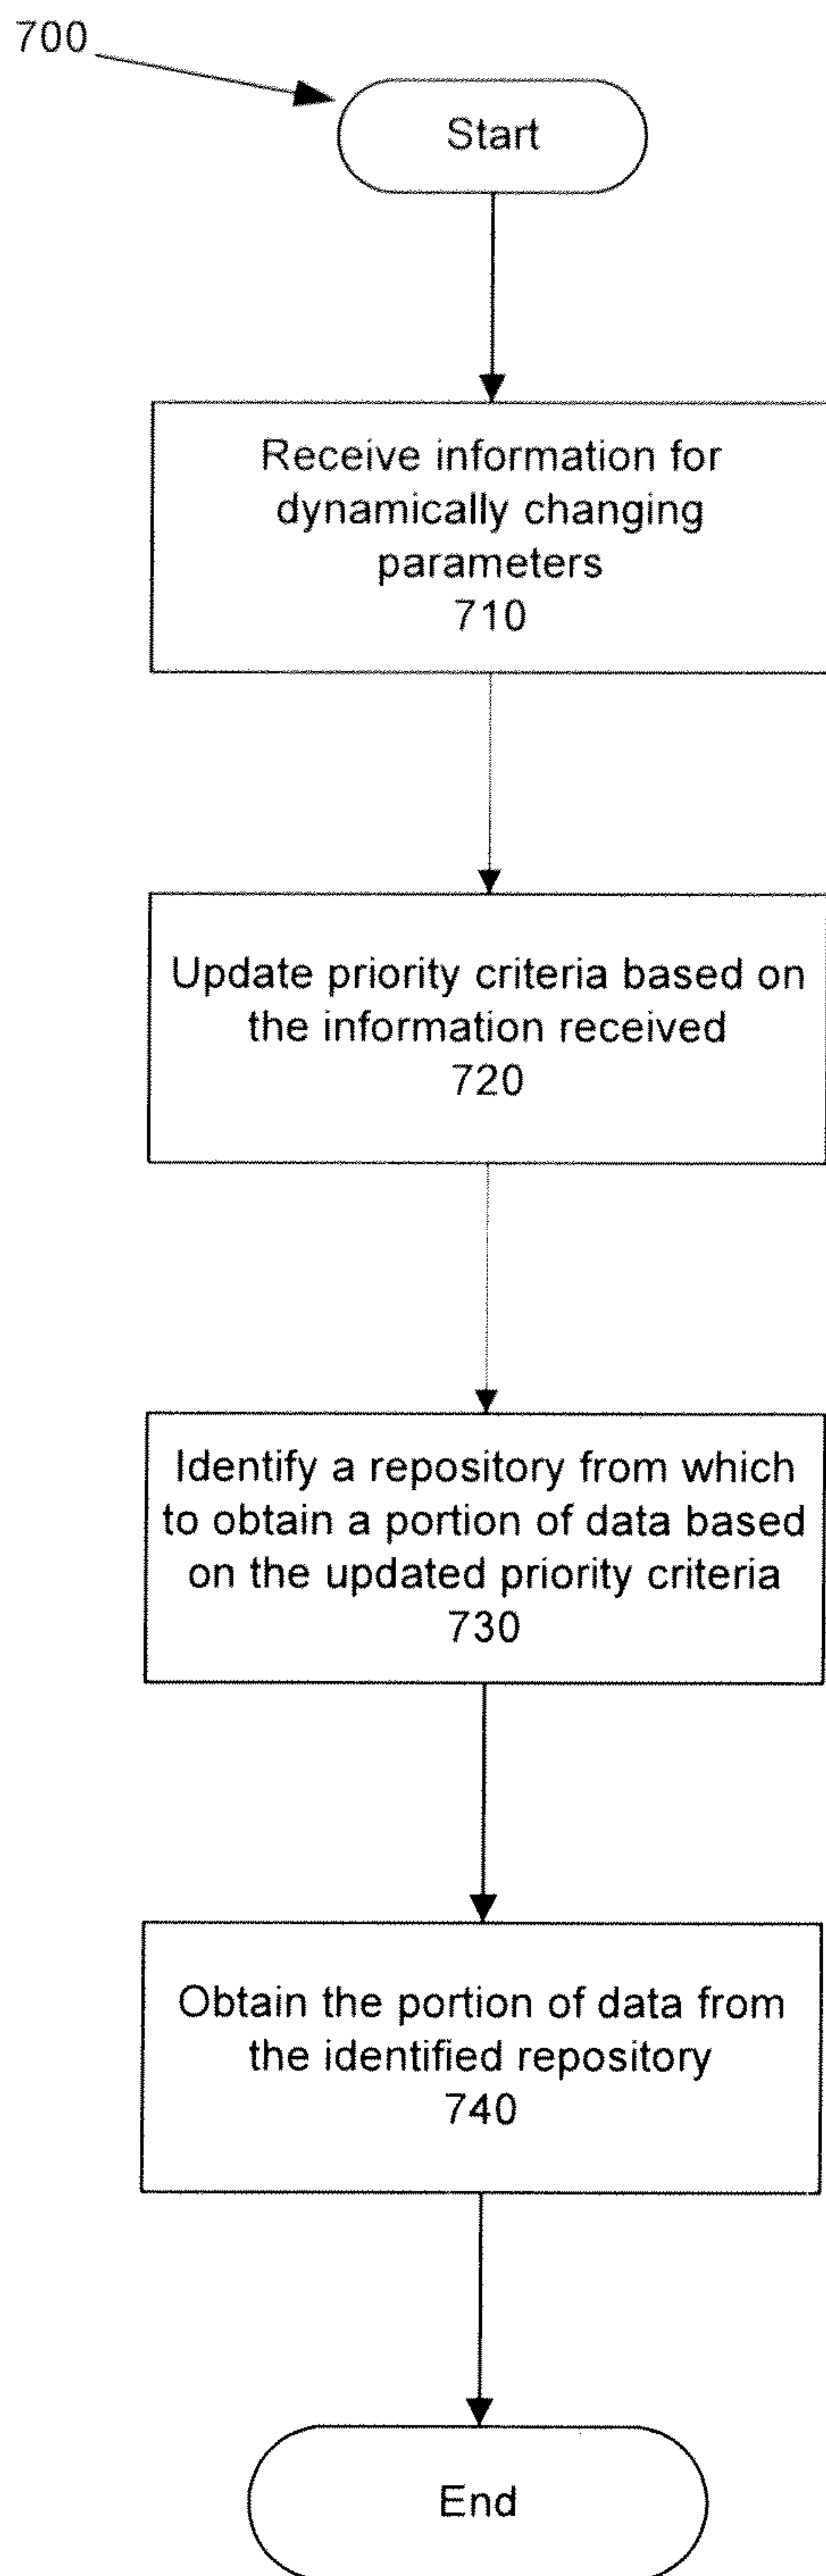 700
Start
Receive information for
dynamically changing
parameters
710
Update priority criteria based on
the information received
720
Identify a repository from which
to obtain a portion of data based
on the updated priority criteria
730
Obtain the portion of data from
the identified repository
740
End